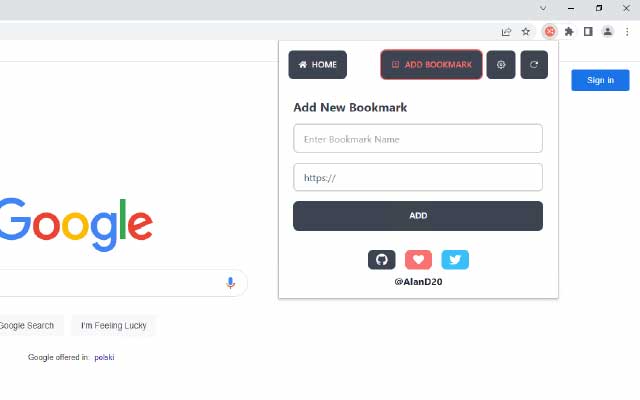 HOME
ADD BOOKMARK
Sign in
Add New Bookmark
Enter Bookmark Name
https://
ADD
@AlanD20
Google
Google Search
I'm Feeling Lucky
Google offered in: polski